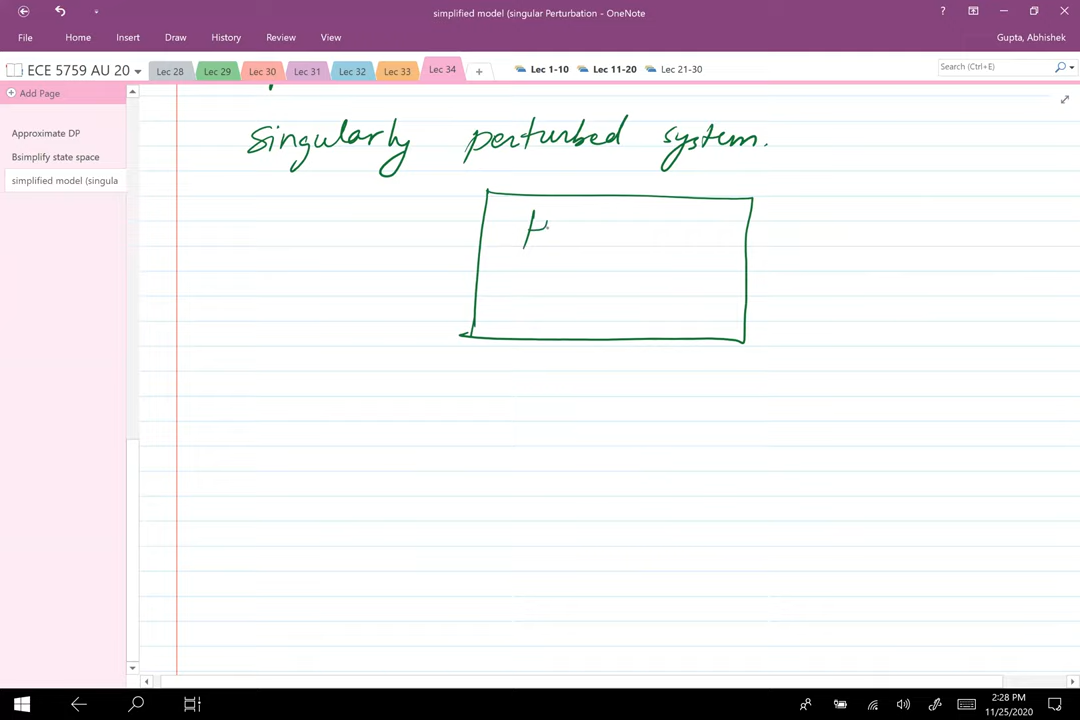 simplified model (singular Perturbation - OneNote
?
File
Home
Insert
Draw
History
Review
View
Gupta, Abhishek
ECE 5759 AU 20
Lec 28
Lec 29
Lec 30
Lec 31
Lec 32
Lec 33
Lec 34
+
Lec 1-10
Lec 11-20
Lec 21-30
Search (Ctrl+E)
Add Page
Approximate DP
Bsimplify state space
simplified model (singula
singularly perturbed system.
μ
2:28 PM
11/25/2020